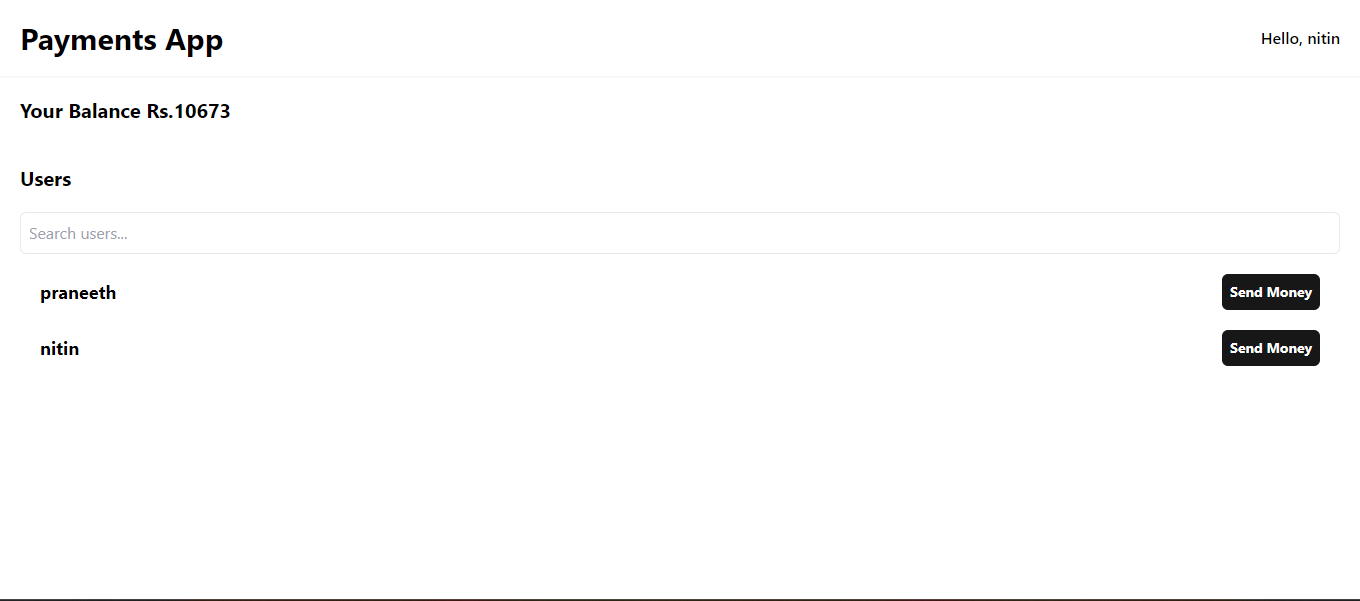 Payments App
Hello, nitin
Your Balance Rs.10673
Users
Search users...
praneeth
Send Money
nitin
Send Money